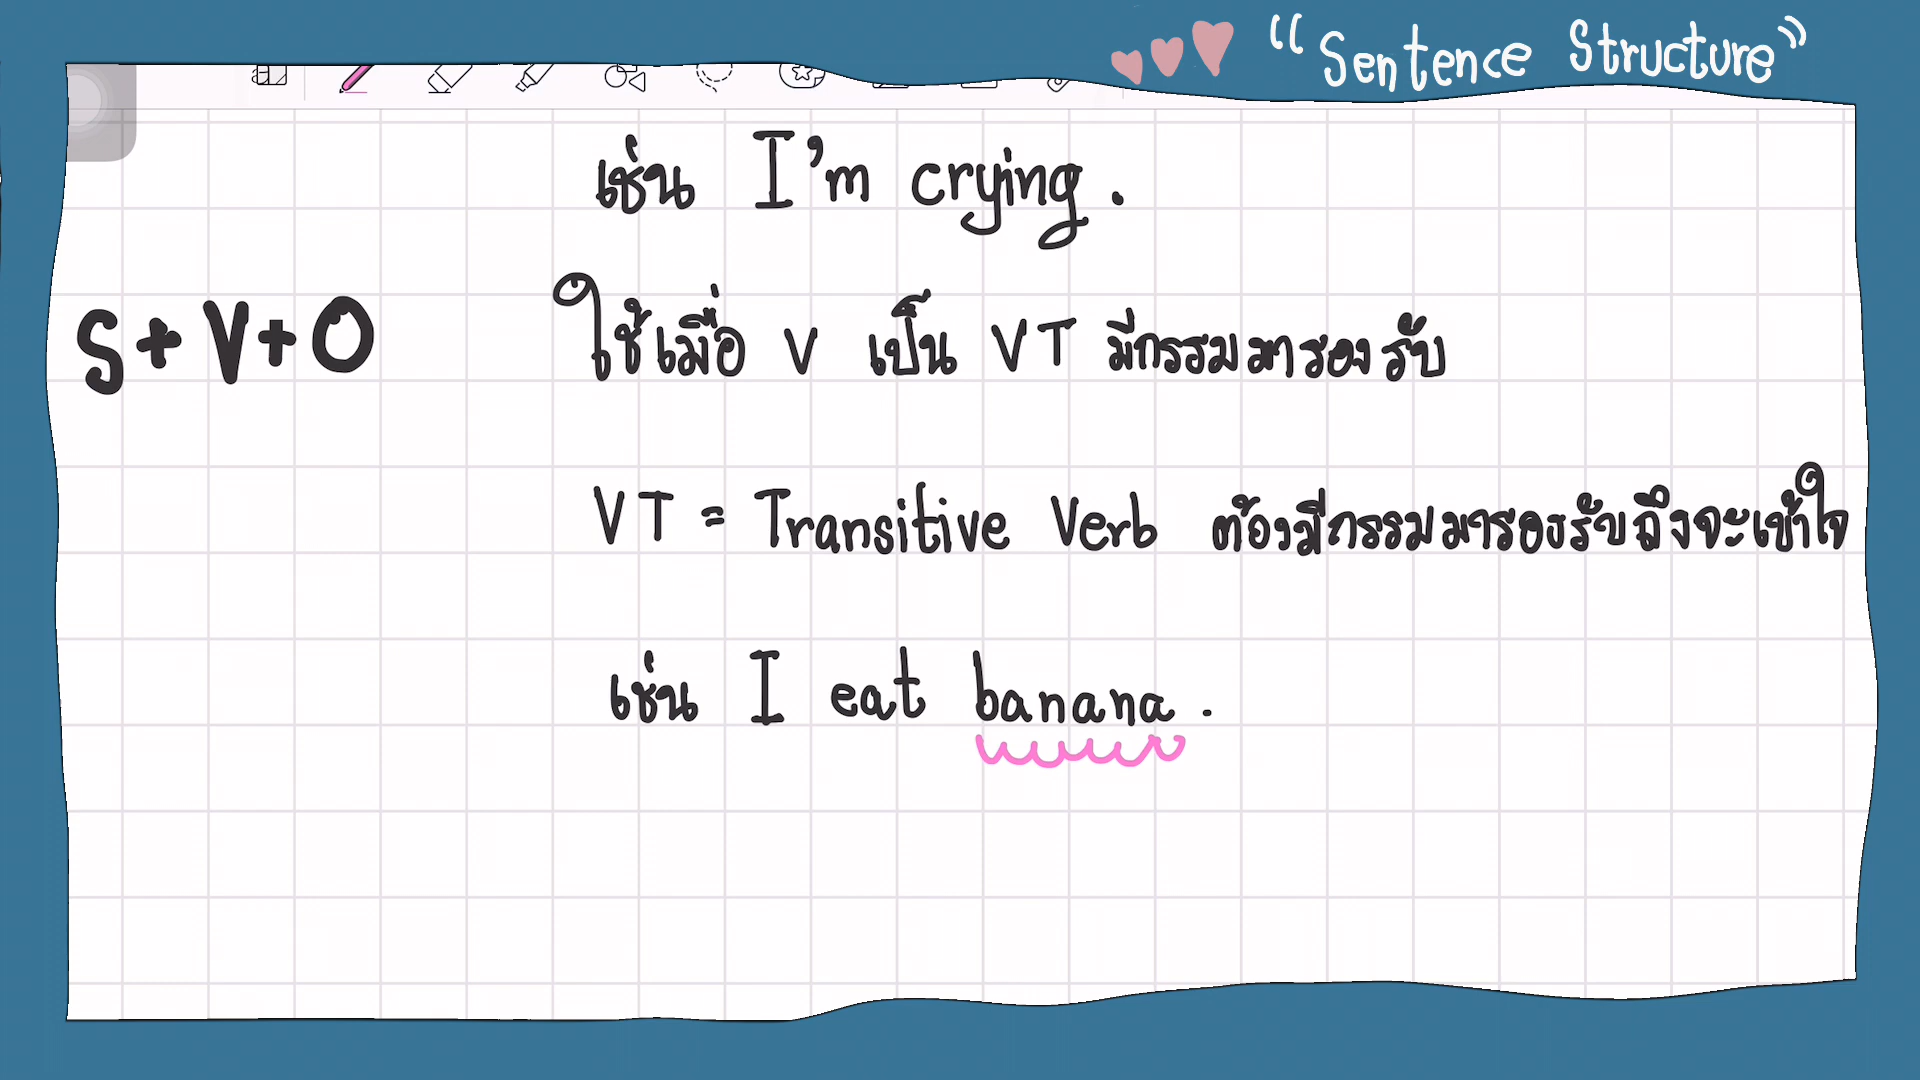 "Sentence Structure"
เช่น I'm crying.
S+V+O ใช้เมื่อ V เป็น VT มีกรรมมารองรับ
VT = Transitive Verb ต้องมีกรรมมารองรับถึงจะเข้าใจ
เช่น I eat banana.